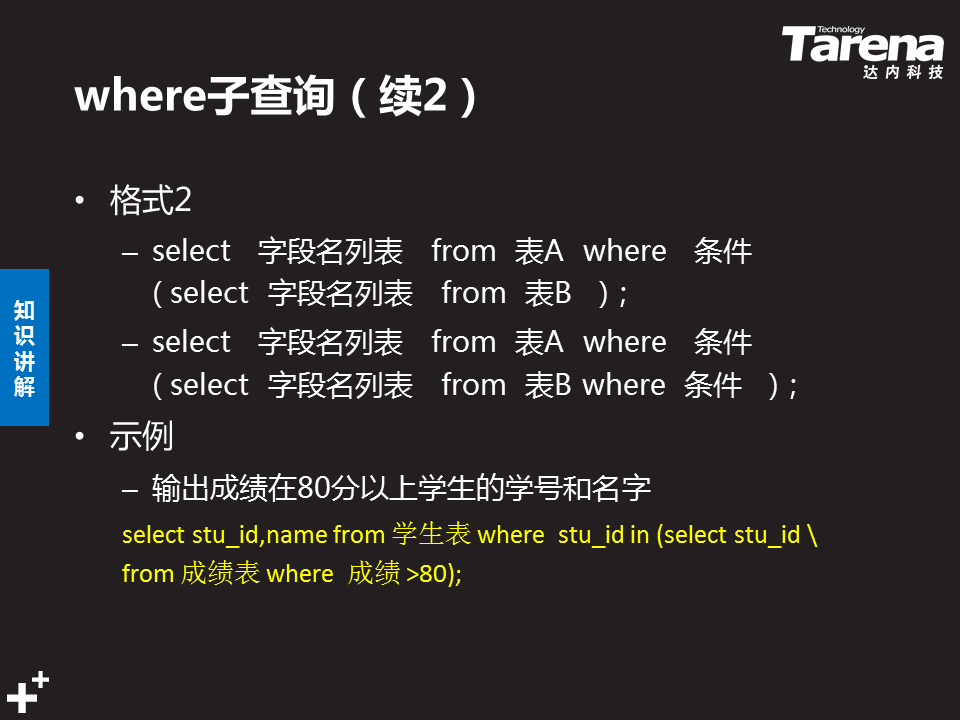 Technology
Tarena
达内科技
where子查询（续2）
• 格式2
– select 字段名列表 from 表A where 条件
( select 字段名列表 from 表B ) ;
– select 字段名列表 from 表A where 条件
( select 字段名列表 from 表B where 条件 ) ;
知
识
讲
解
• 示例
– 输出成绩在80分以上学生的学号和名字
select stu_id,name from 学生表 where stu_id in (select stu_id \
from 成绩表 where 成绩 >80);